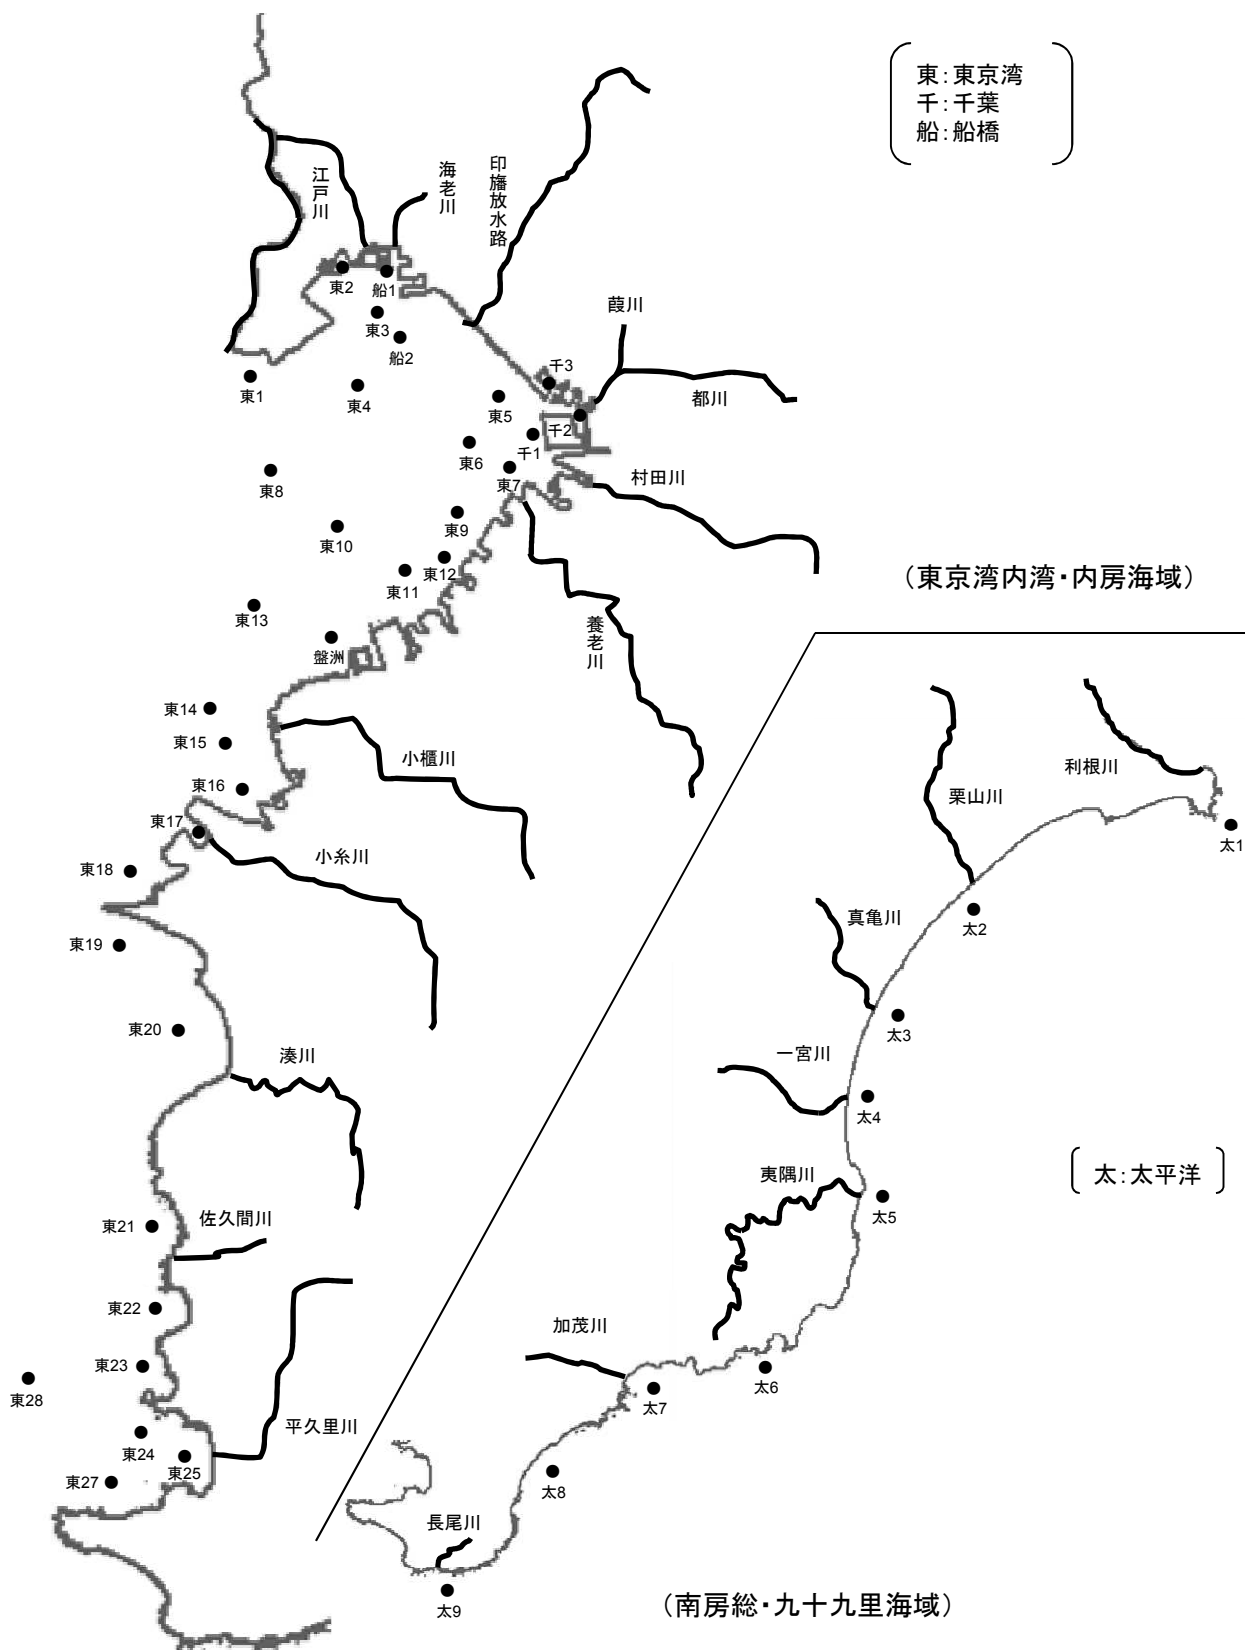 東：東京湾
千：千葉
船：船橋
江戸川
海老川
印旛放水路
東2
船1
東3
船2
葭川
千3
東1
東4
東5
都川
千2
千1
東6
東7
村田川
東8
東9
東10
東12
東11
（東京湾内湾・内房海域）
東13
盤洲
養老川
東14
東15
小櫃川
東16
東17
小糸川
東18
東19
東20
湊川
東21
佐久間川
東22
東23
東28
東24
平久里川
東25
東27
利根川
栗山川
太1
真亀川
太2
太3
一宮川
太4
太：太平洋
夷隅川
太5
加茂川
太6
太7
太8
長尾川
太9
（南房総・九十九里海域）